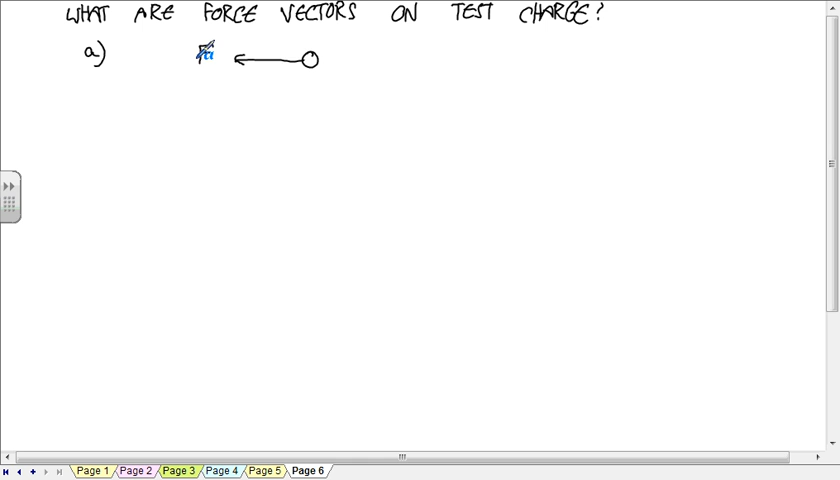 WHAT ARE FORCE VECTORS ON TEST CHARGE?
a)
Page 1 Page 2 Page 3 Page 4 Page 5 Page 6